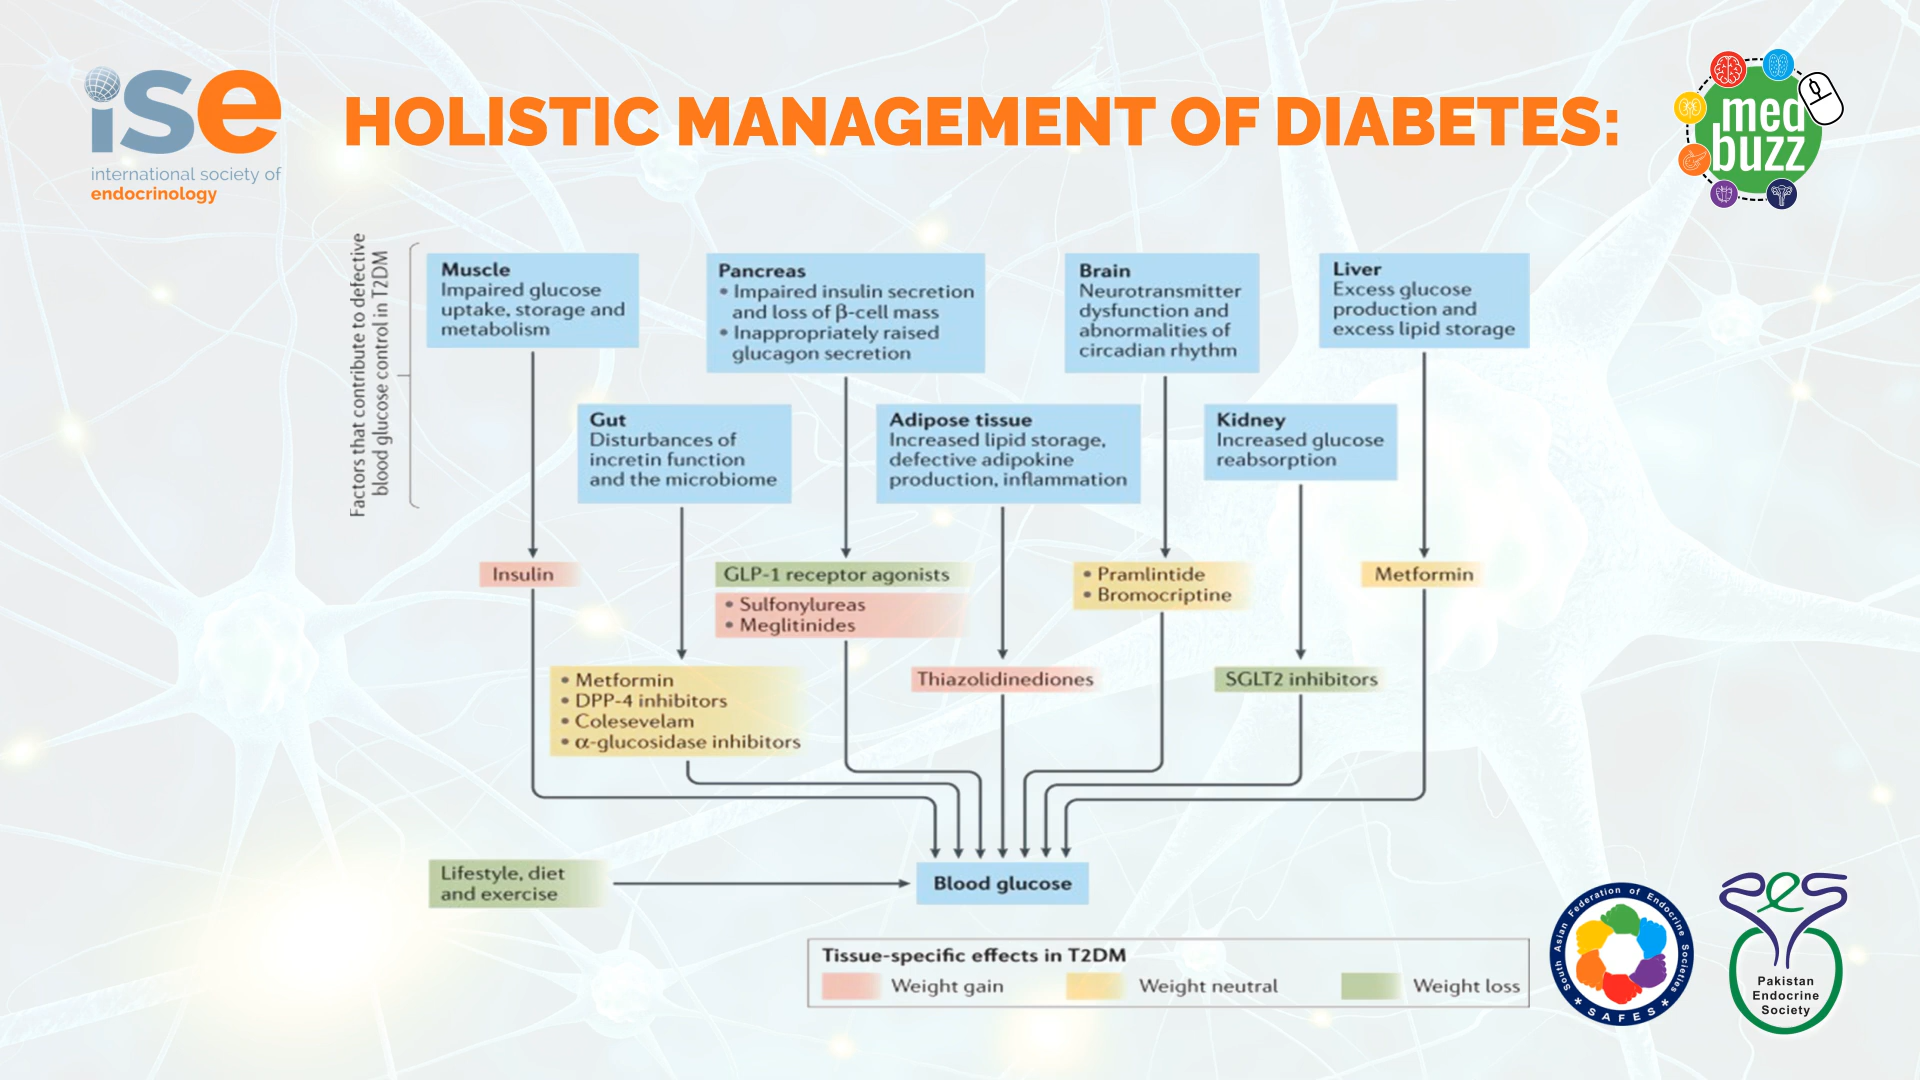 ise
international society of
endocrinology
HOLISTIC MANAGEMENT OF DIABETES:
med
buzz
Factors that contribute to defective
blood glucose control in T2DM
Muscle
Impaired glucose
uptake, storage and
metabolism
Pancreas
• Impaired insulin secretion
and loss of β-cell mass
• Inappropriately raised
glucagon secretion
Brain
Neurotransmitter
dysfunction and
abnormalities of
circadian rhythm
Liver
Excess glucose
production and
excess lipid storage
Gut
Disturbances of
incretin function
and the microbiome
Adipose tissue
Increased lipid storage,
defective adipokine
production, inflammation
Kidney
Increased glucose
reabsorption
Insulin
GLP-1 receptor agonists
• Sulfonylureas
• Meglitinides
• Pramlintide
• Bromocriptine
Metformin
• Metformin
• DPP-4 inhibitors
• Colesevelam
• α-glucosidase inhibitors
Thiazolidinediones
SGLT2 inhibitors
Lifestyle, diet
and exercise
Blood glucose
Tissue-specific effects in T2DM
Weight gain
Weight neutral
Weight loss
South Asian Federation of Endocrine Societies
SAFES
PES
Pakistan
Endocrine
Society